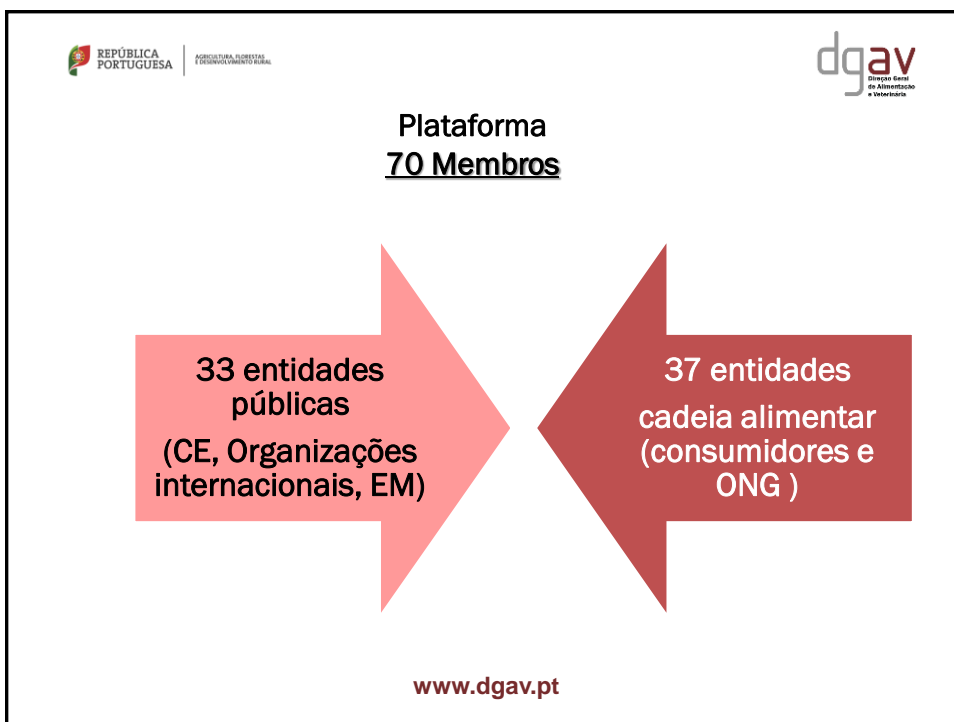 REPÚBLICA
PORTUGUESA
AGRICULTURA, FLORESTAS
E DESENVOLVIMENTO RURAL
dgav
Direção Geral
de Alimentação
e Veterinária
Plataforma
70 Membros
33 entidades
públicas
(CE, Organizações
internacionais, EM)
37 entidades
cadeia alimentar
(consumidores e
ONG )
www.dgav.pt